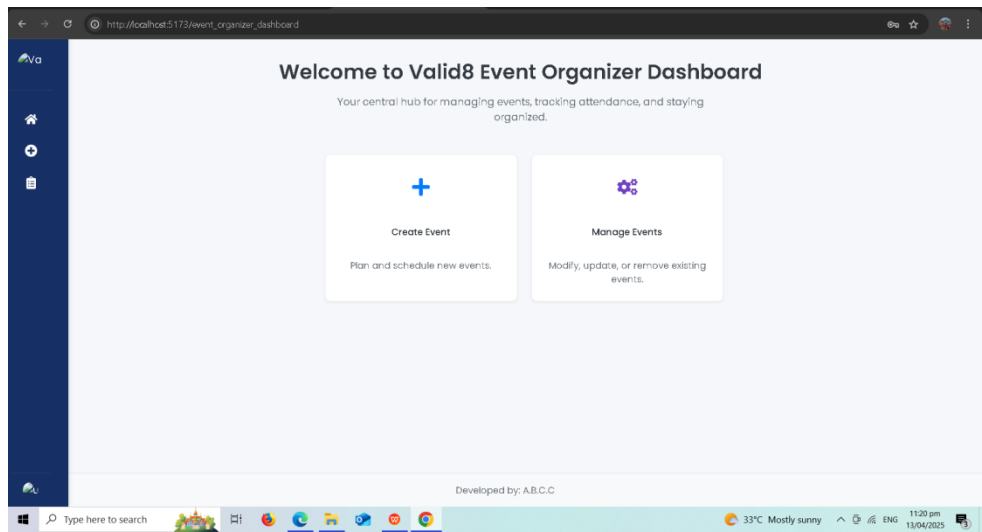 http://localhost:5173/event_organizer_dashboard
Va
Welcome to Valid8 Event Organizer Dashboard
Your central hub for managing events, tracking attendance, and staying
organized.
Create Event
Plan and schedule new events.
Manage Events
Modify, update, or remove existing
events.
U
Developed by: A.B.C.C
Type here to search
33°C Mostly sunny
ENG
11:20 pm
13/04/2025
3